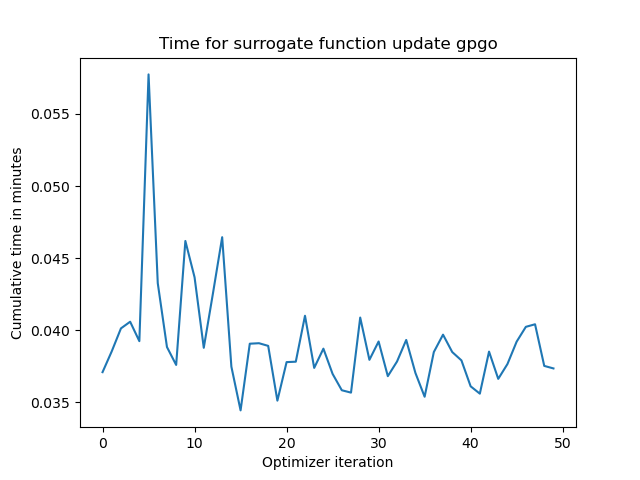 Time for surrogate function update gpgo
0.055
0.050
0.045
0.040
0.035
Cumulative time in minutes
0 10 20 30 40 50
Optimizer iteration